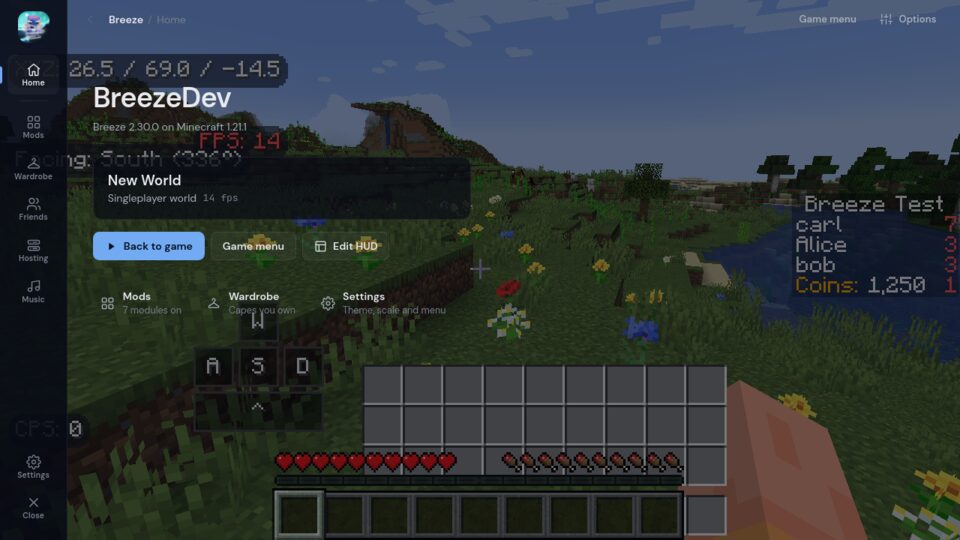 Breeze / Home
Game menu
Options
XYZ: 26.5 / 69.0 / -14.5
Home
BreezeDev
Breeze 2.30.0 on Minecraft 1.21.1
FPS: 14
Mods
Facing: South (336°)
Wardrobe
New World
Singleplayer world 14 fps
Friends
Breeze Test
carl 7
Alice 3
bob 3
Coins: 1,250 1
Back to game
Game menu
Edit HUD
Hosting
Music
Mods
7 modules on
Wardrobe
Capes you own
Settings
Theme, scale and menu
W
A S D
^
CPS: 0
Settings
Close